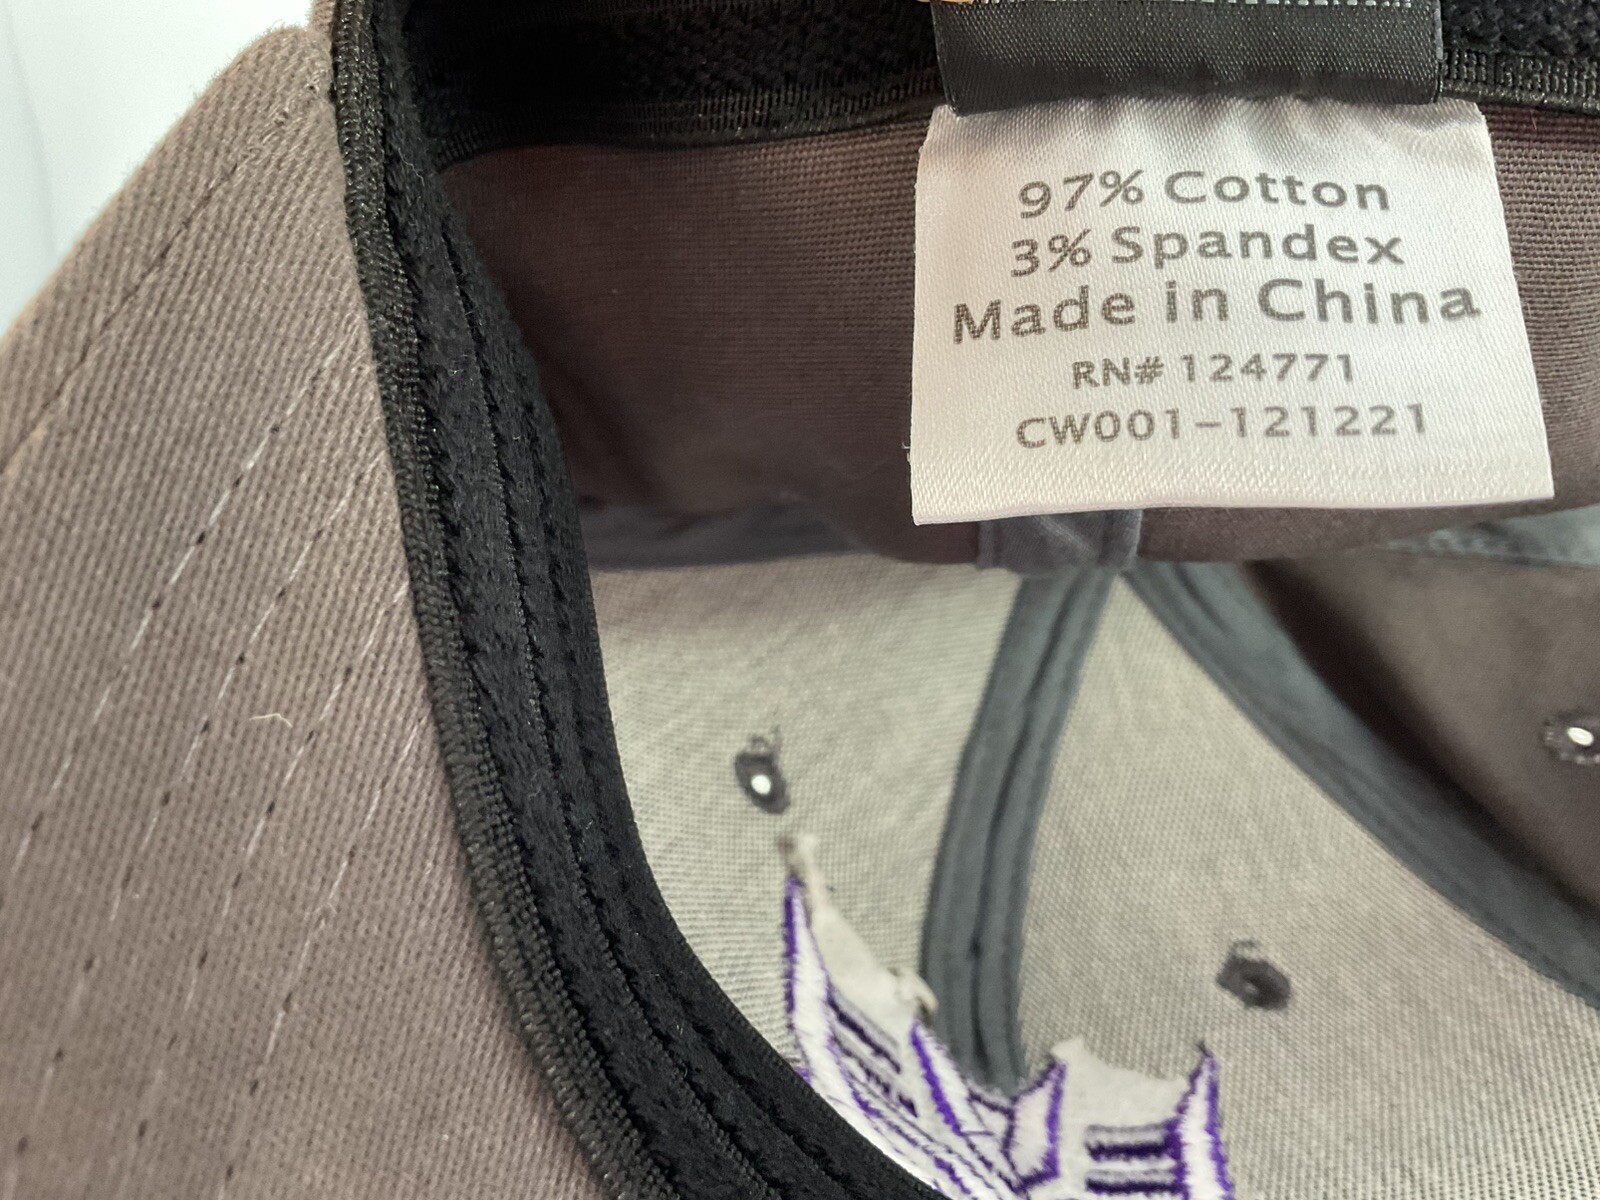 97% Cotton
3% Spandex
Made in China
RN# 124771
CW001-121221